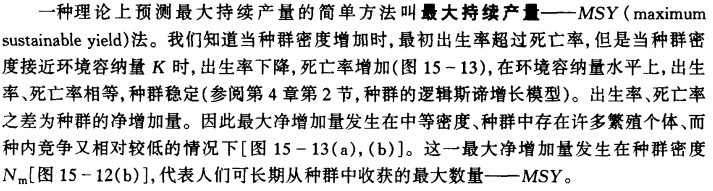 一种理论上预测最大持续产量的简单方法叫最大持续产量——MSY(maximum
sustainable yield)法。我们知道当种群密度增加时,最初出生率超过死亡率,但是当种群密
度接近环境容纳量 K 时,出生率下降,死亡率增加(图 15-13),在环境容纳量水平上,出生
率、死亡率相等,种群稳定(参阅第 4 章第 2 节,种群的逻辑斯谛增长模型)。出生率、死亡率
之差为种群的净增加量。因此最大净增加量发生在中等密度、种群中存在许多繁殖个体、而
种内竞争又相对较低的情况下[图 15-13(a),(b)]。这一最大净增加量发生在种群密度
Nm[图 15-12(b)],代表人们可长期从种群中收获的最大数量——MSY。